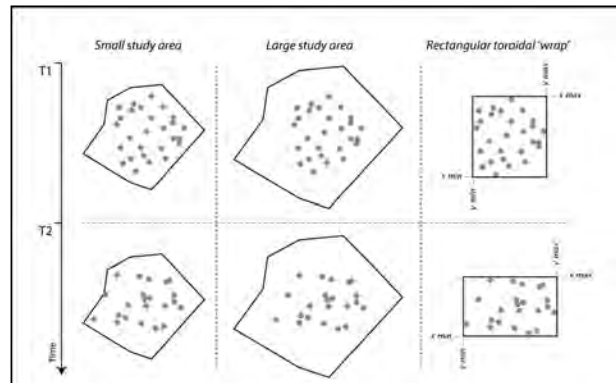 Small study area
Large study area
Rectangular toroidal 'wrap'
T1
y max
x max
x min
y min
T2
y max
x max
x min
y min
Time